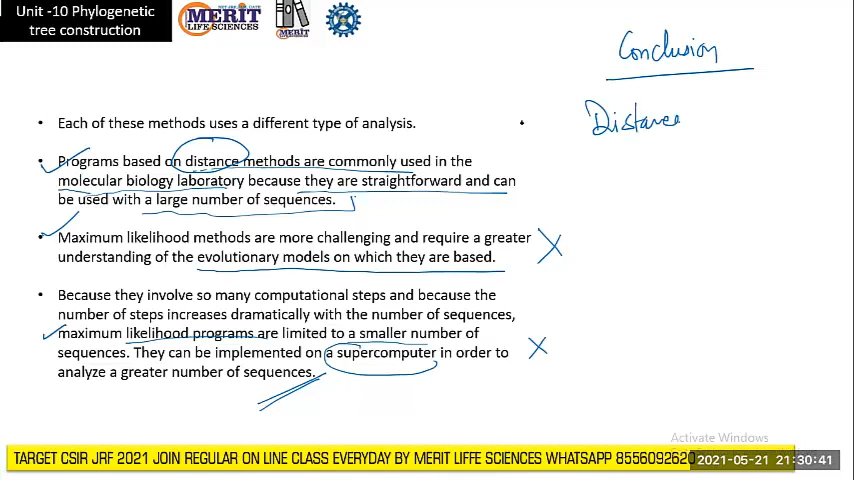 Unit -10 Phylogenetic
tree construction
MERIT
LIFE SCIENCES
MERIT
Conclusion
Distance
• Each of these methods uses a different type of analysis.
• Programs based on distance methods are commonly used in the
molecular biology laboratory because they are straightforward and can
be used with a large number of sequences.
• Maximum likelihood methods are more challenging and require a greater
understanding of the evolutionary models on which they are based.
• Because they involve so many computational steps and because the
number of steps increases dramatically with the number of sequences,
maximum likelihood programs are limited to a smaller number of
sequences. They can be implemented on a supercomputer in order to
analyze a greater number of sequences.
Activate Windows
TARGET CSIR JRF 2021 JOIN REGULAR ON LINE CLASS EVERYDAY BY MERIT LIFFE SCIENCES WHATSAPP 8556092620
2021-05-21 21:30:41